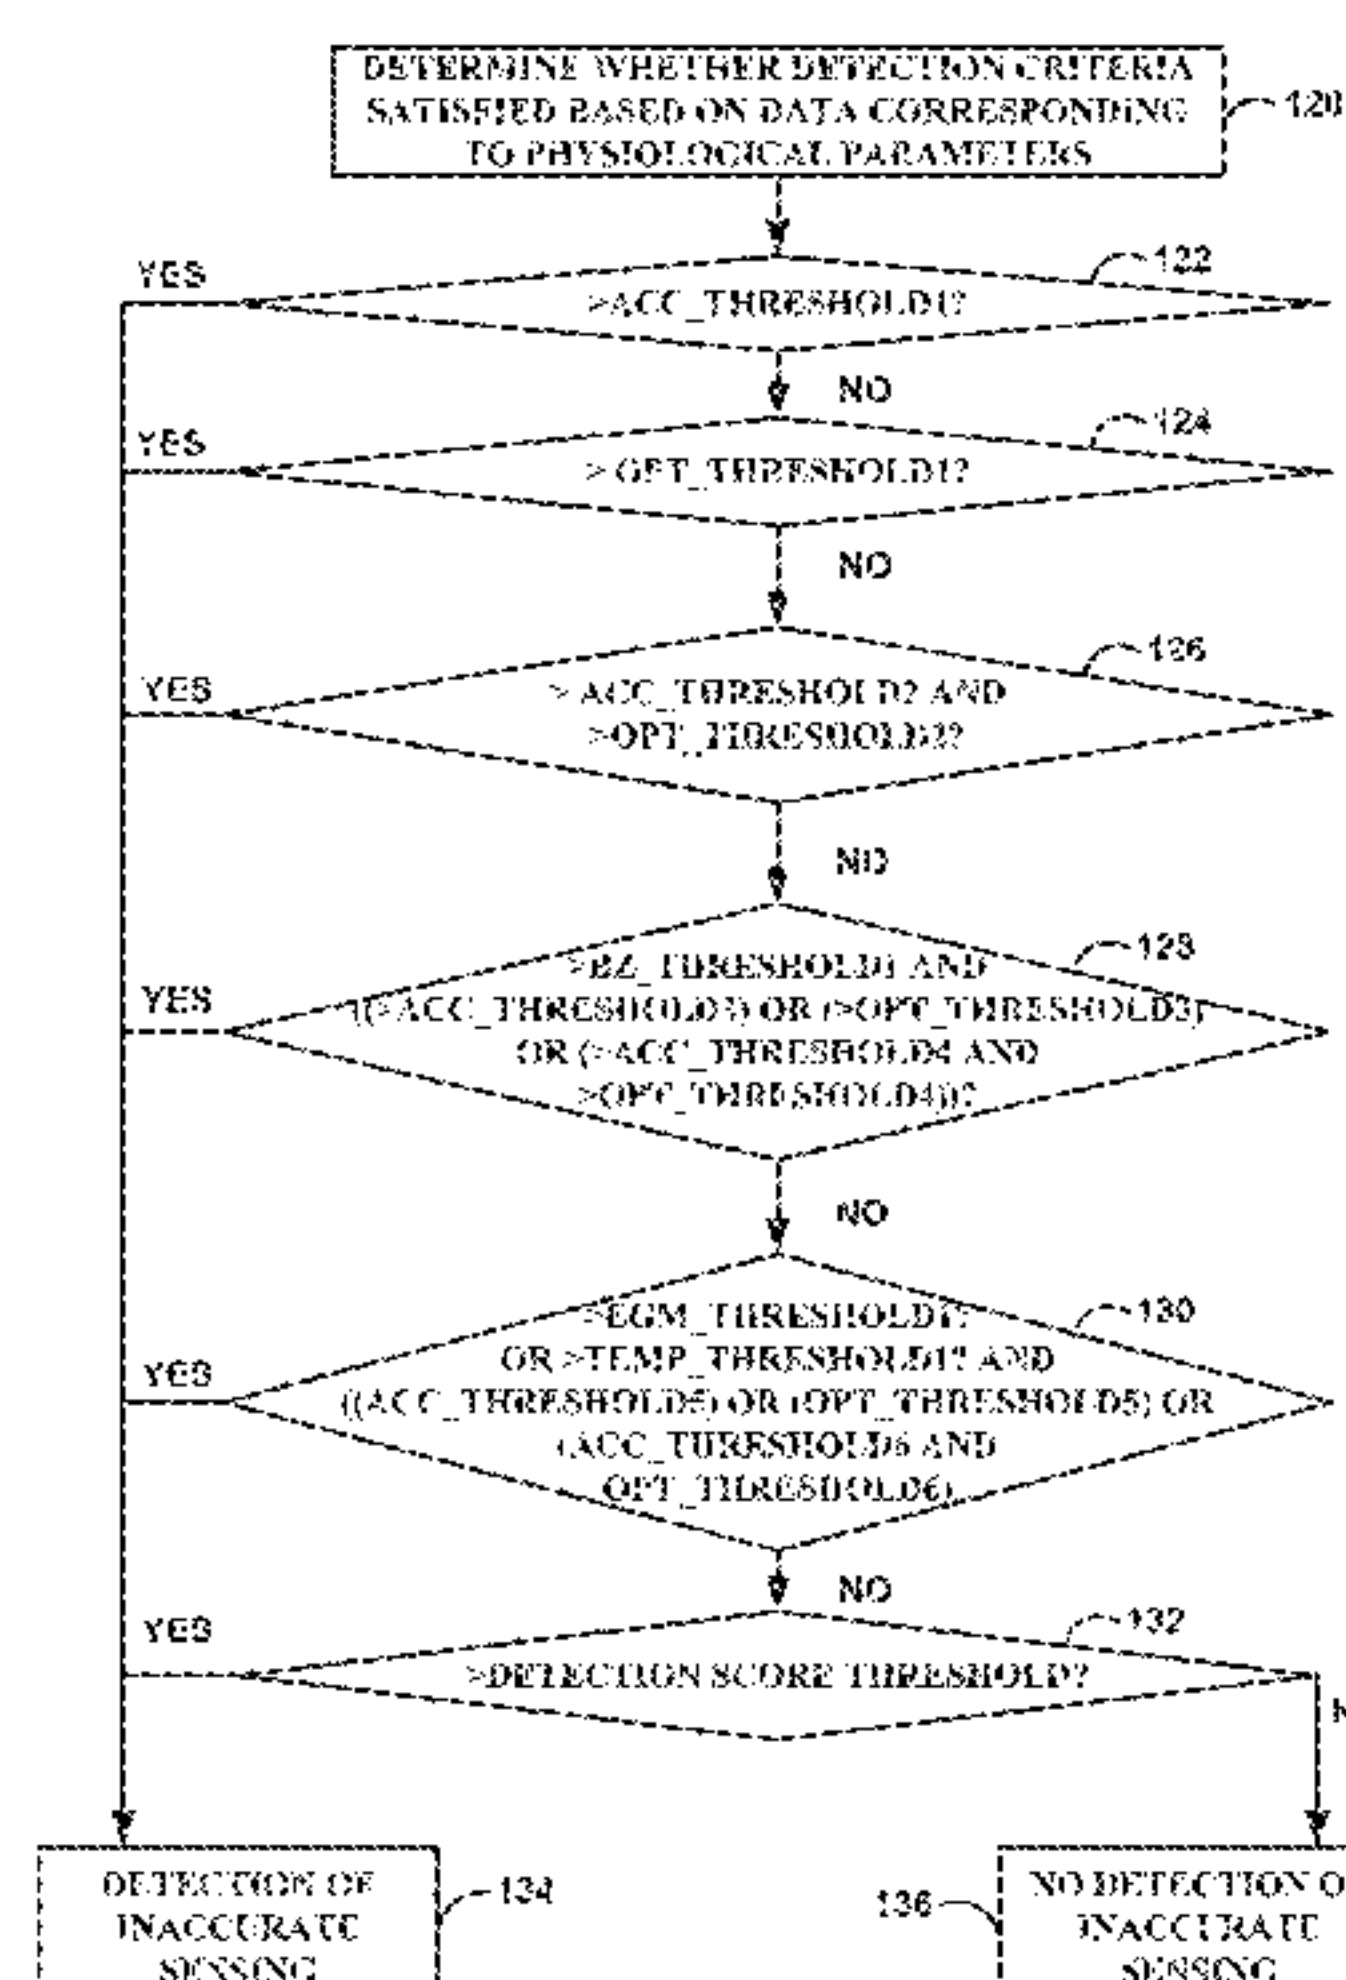 DETERMINE WHETHER DETECTION CRITERIA
SATISFIED BASED ON DATA CORRESPONDING
TO PHYSIOLOGICAL PARAMETERS
120
YES
122
>ACC_THRESHOLD1?
NO
YES
124
> OPT_THRESHOLD1?
NO
126
YES
> ACC_THRESHOLD2 AND
>OPT_THRESHOLD2?
NO
128
YES
>BZ_THRESHOLD1 AND
((>ACC_THRESHOLD3) OR (>OPT_THRESHOLD3)
OR (>ACC_THRESHOLD4 AND
>OPT_THRESHOLD4))?
NO
130
YES
>EGM_THRESHOLD1?
OR >TEMP_THRESHOLD1? AND
((ACC_THRESHOLD5) OR (OPT_THRESHOLD5) OR
(ACC_THRESHOLD6 AND
OPT_THRESHOLD6)
NO
YES
132
>DETECTION SCORE THRESHOLD?
DETECTION OF
INACCURATE
SENSING
134
136
NO DETECTION O
INACCURATE
SENSING